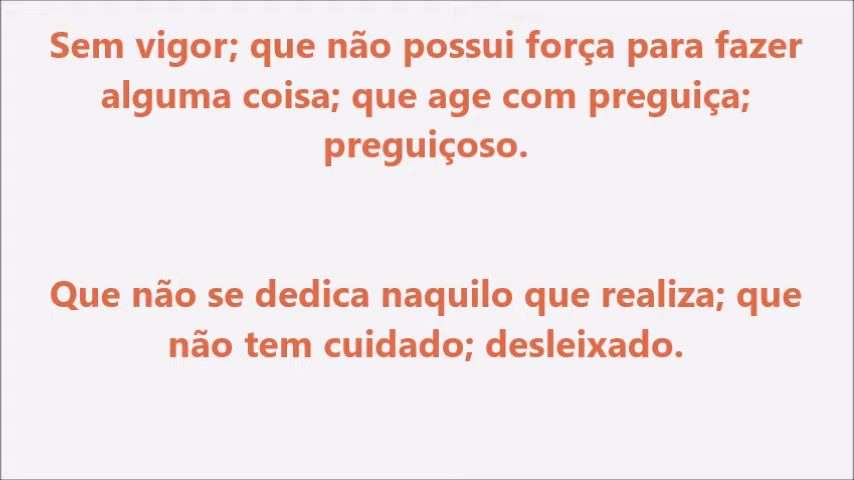 Sem vigor; que não possui força para fazer
alguma coisa; que age com preguiça;
preguiçoso.
Que não se dedica naquilo que realiza; que
não tem cuidado; desleixado.